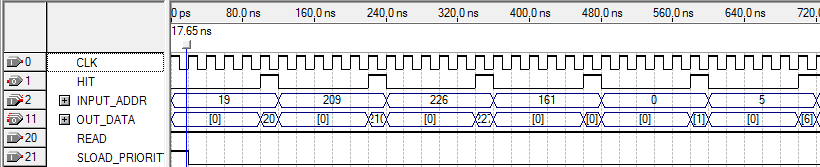 0 ps 80.0 ns 160.0 ns 240.0 ns 320.0 ns 400.0 ns 480.0 ns 560.0 ns 640.0 ns 720.0
17.65 ns
0 CLK
1 HIT
2 INPUT_ADDR 19 209 226 161 0 5
11 OUT_DATA [0] [0] [0] [0] [0] [0] [1] [0] [6]
20 READ
21 SLOAD_PRIORIT